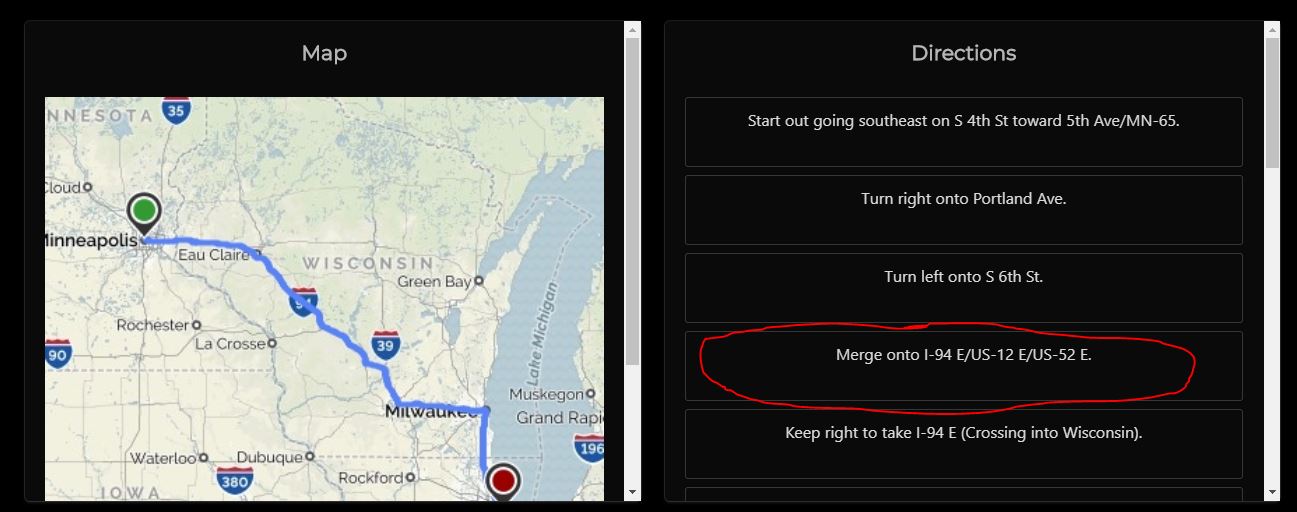 Map
NNESOTA
35
Cloud
Minneapolis
Eau Claire
WISCONSIN
Green Bay
94
Rochester
La Crosse
39
90
Lake Michigan
Muskegon
Milwaukee
Grand Rapi
196
Waterloo
Dubuque
Rockford
380
IOWA
Directions
Start out going southeast on S 4th St toward 5th Ave/MN-65.
Turn right onto Portland Ave.
Turn left onto S 6th St.
Merge onto I-94 E/US-12 E/US-52 E.
Keep right to take I-94 E (Crossing into Wisconsin).